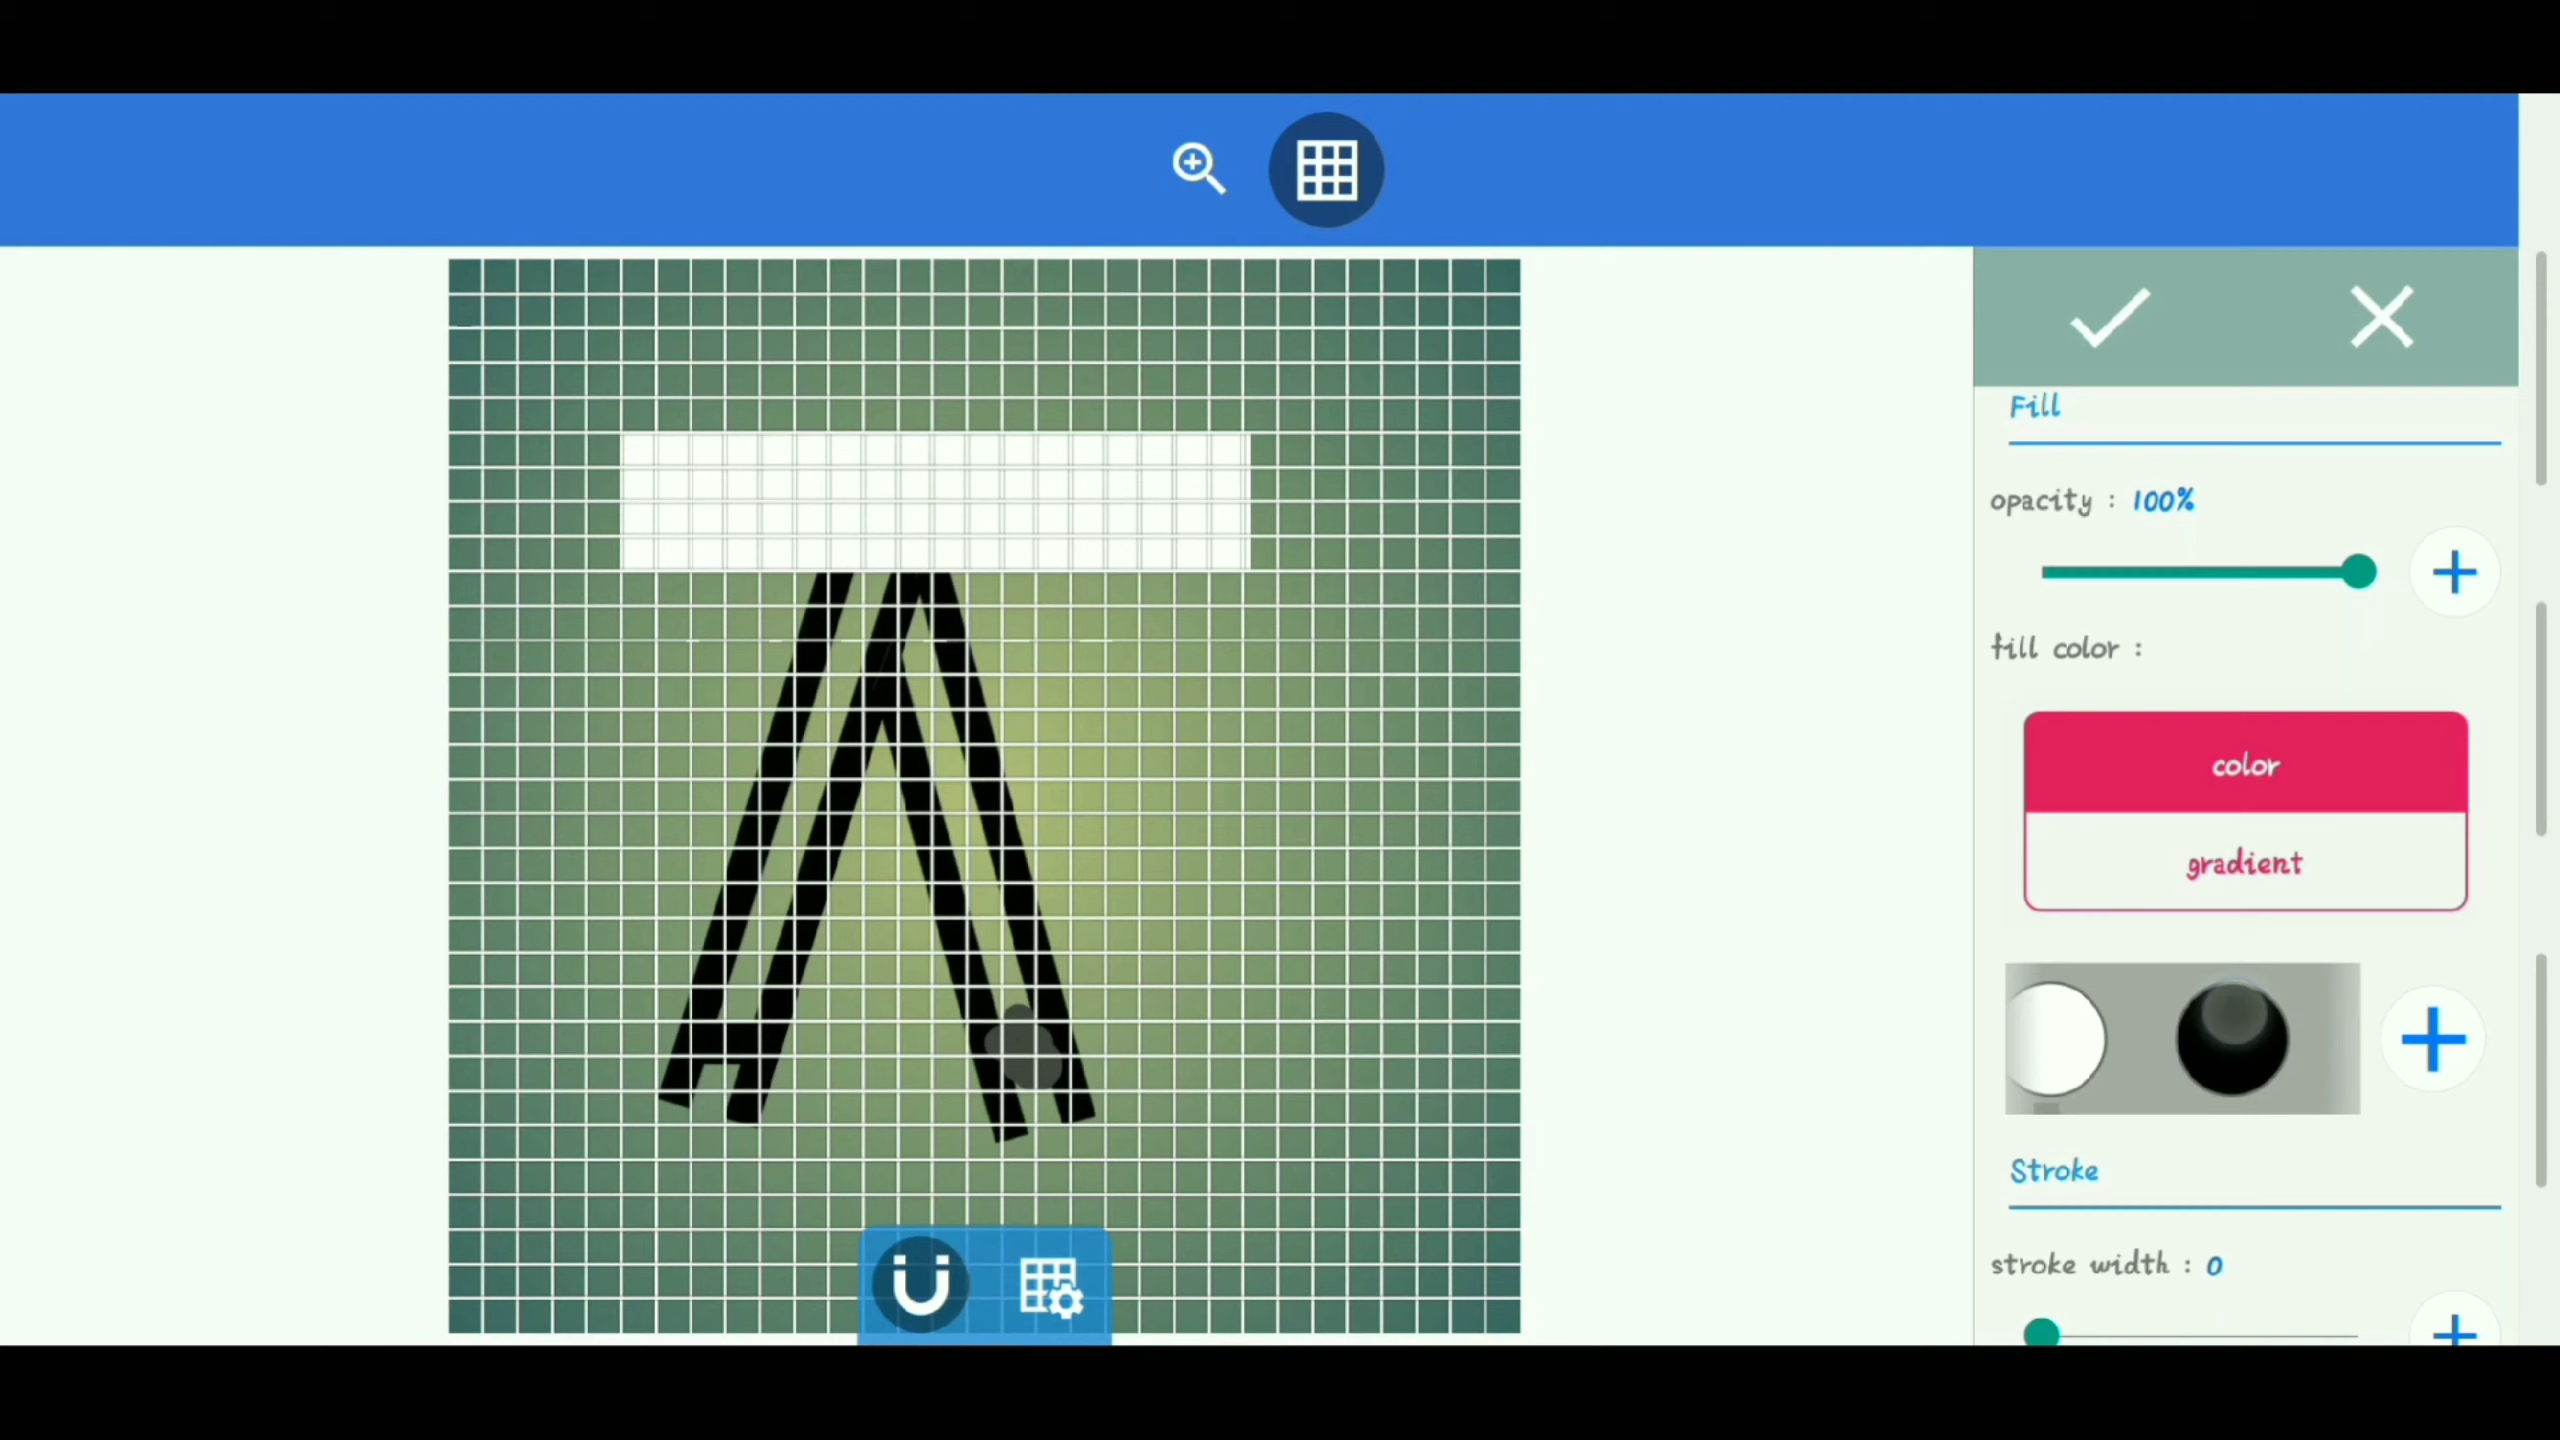 Fill
opacity : 100%
fill color :
color
gradient
Stroke
stroke width : 0